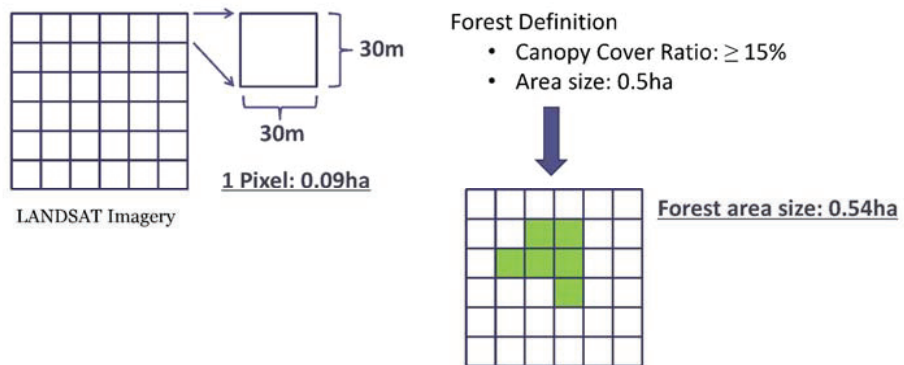 30m
30m
1 Pixel: 0.09ha
LANDSAT Imagery
Forest Definition
• Canopy Cover Ratio: ≥ 15%
• Area size: 0.5ha
Forest area size: 0.54ha